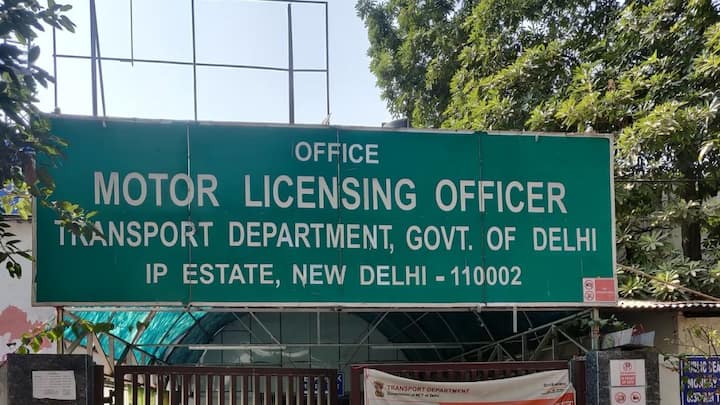 OFFICE
MOTOR LICENSING OFFICER
TRANSPORT DEPARTMENT, GOVT. OF DELHI
IP ESTATE, NEW DELHI - 110002
TRANSPORT DEPARTMENT